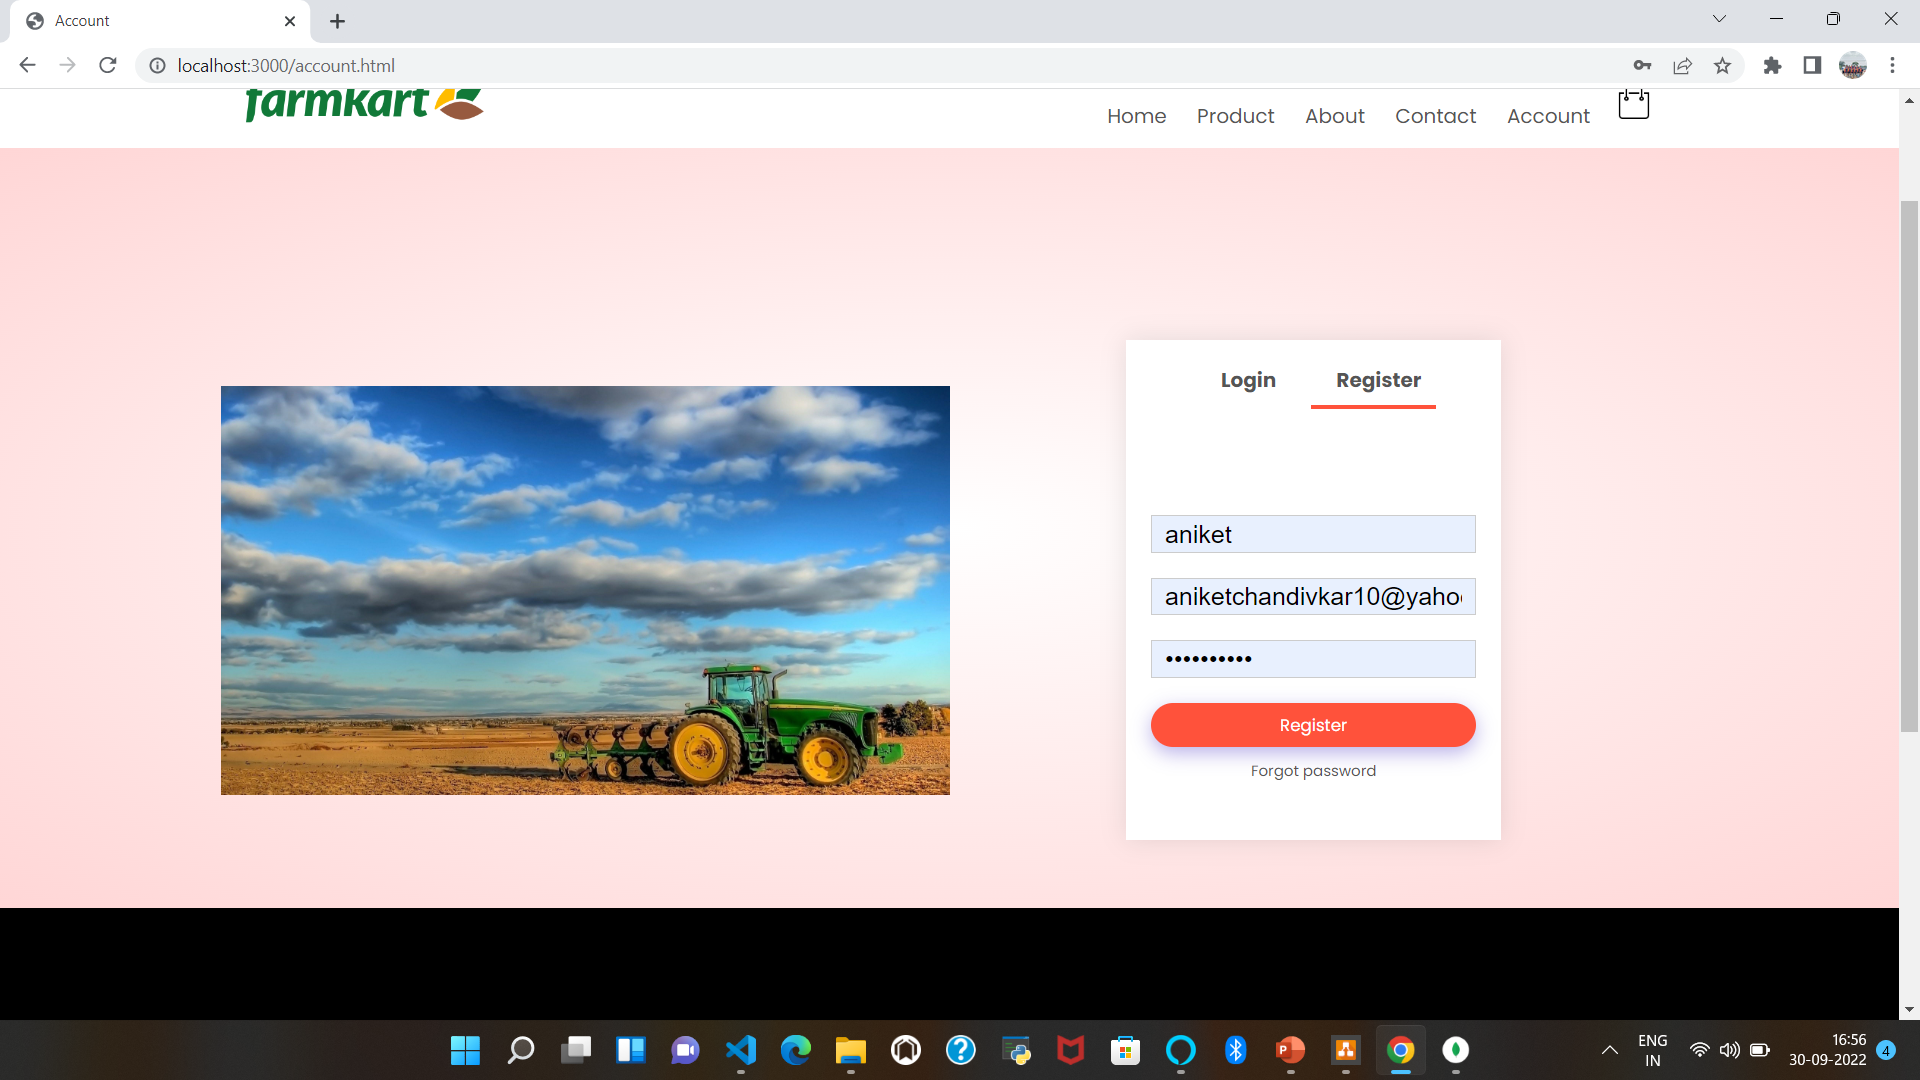 Account
localhost:3000/account.html
farmkart
Home Product About Contact Account
Login Register
aniket
aniketchandivkar10@yaho
Register
Forgot password
ENG
IN
16:56
30-09-2022
4